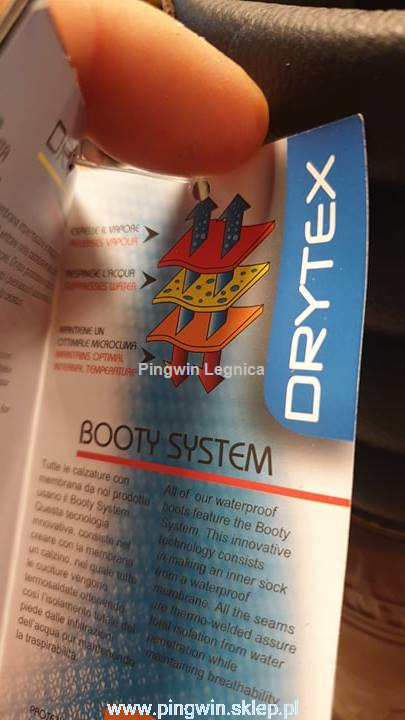 DRYTEX
ESPELLE IL VAPORE
RELEASES VAPOUR
RESPINGE L'ACQUA
SUPPRESSES WATER
MANTIENE UN
OTTIMALE MICROCLIMA
MAINTAINS OPTIMAL
INTERNAL TEMPERATURE
Pingwin Legnica
BOOTY SYSTEM
Tutte le calzature con
membrana da noi prodotte
usano il Booty System.
Questa tecnologia
innovativa, consiste nel
creare con la membrana
un calzino, nel quale tutte
le cuciture vengono
termosaldate ottenendo
così l'isolamento totale del
piede dalle infiltrazioni
dell'acqua pur mantenendo
la traspirabilità.
All of our waterproof
boots feature the Booty
System. This innovative
technology consists
in making an inner sock
from a waterproof
membrane. All the seams
are thermo-welded assure
total isolation from water
penetration while
maintaining breathability
www.pingwin.sklep.pl